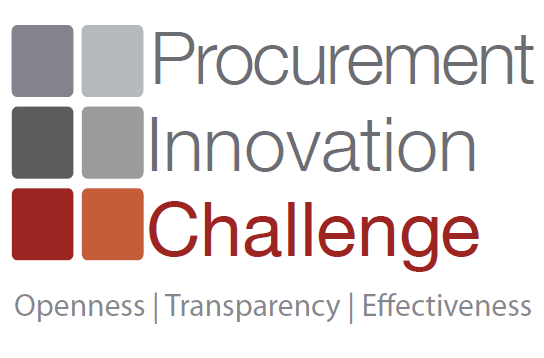 Procurement
Innovation
Challenge
Openness | Transparency | Effectiveness